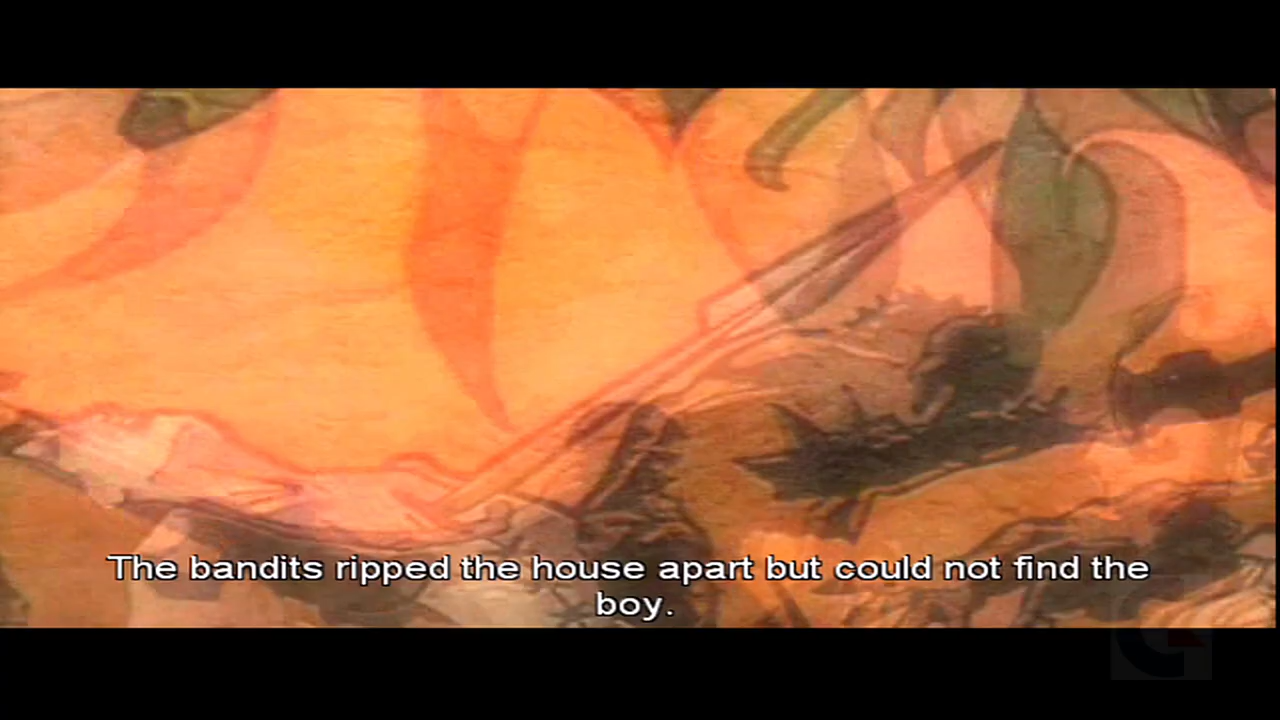 The bandits ripped the house apart but could not find the
boy.